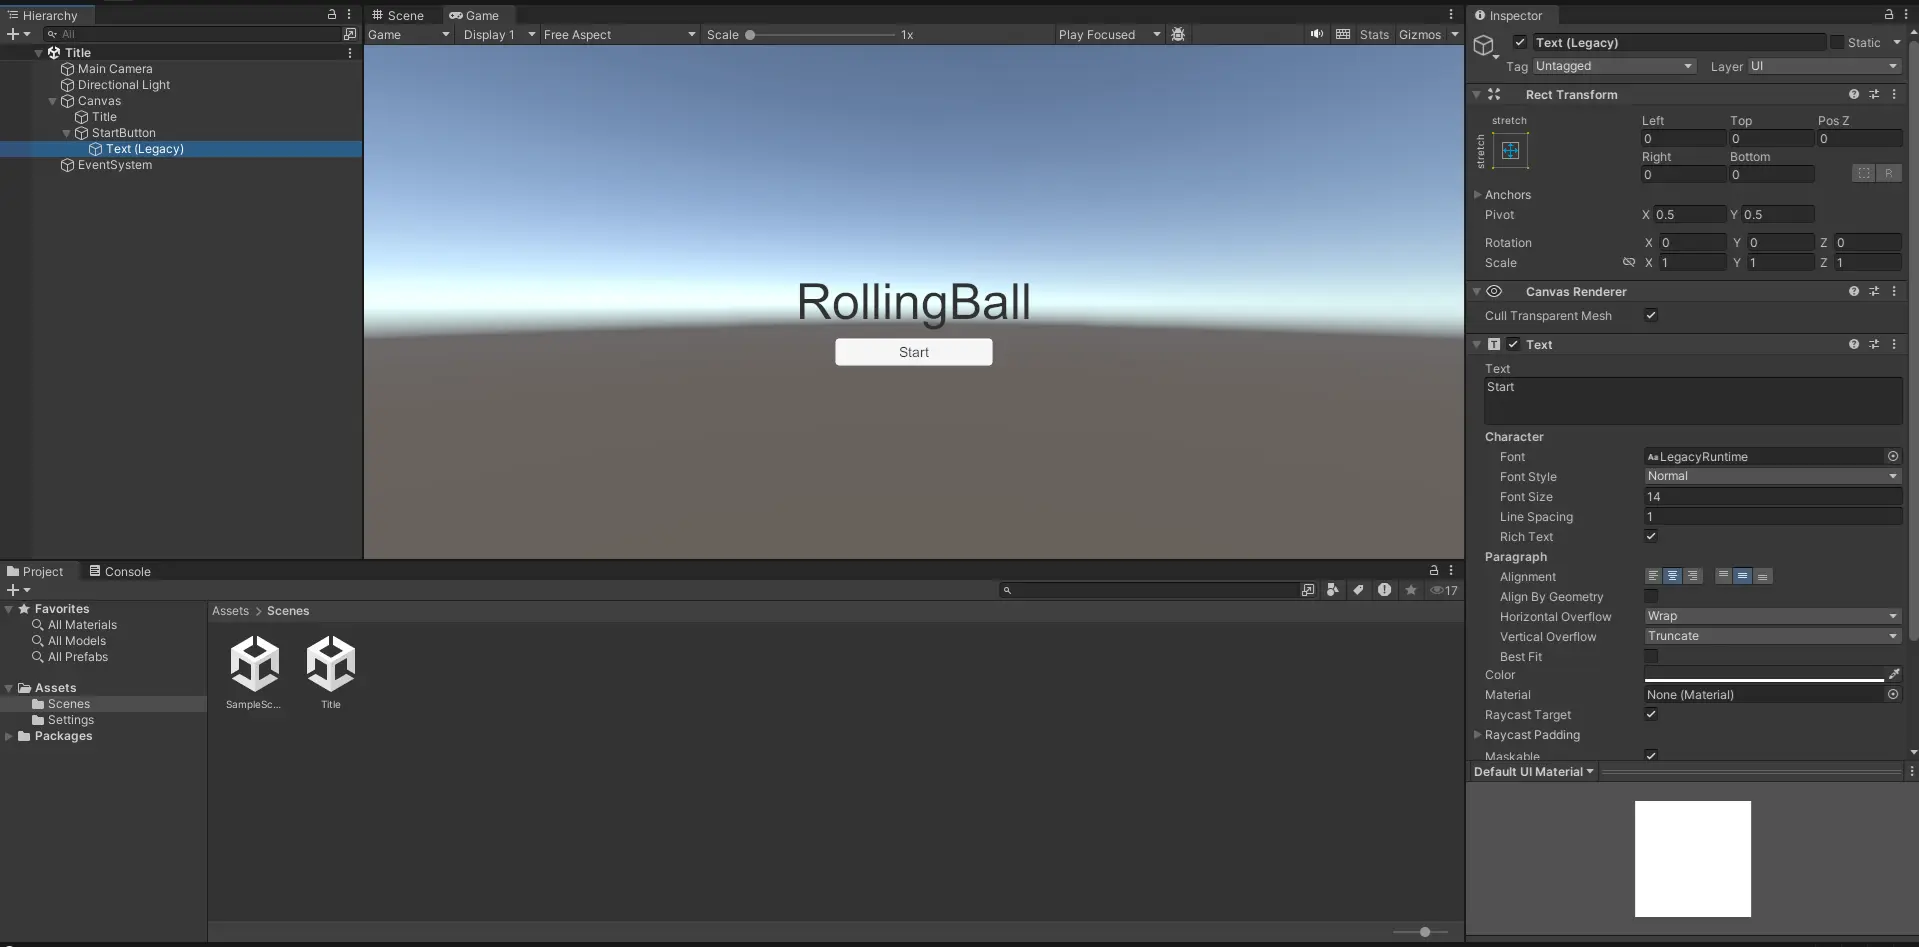 Hierarchy
All
Title
Main Camera
Directional Light
Canvas
Title
StartButton
Text (Legacy)
EventSystem
Scene
Game
Game
Display 1
Free Aspect
Scale
1x
Play Focused
Stats
Gizmos
RollingBall
Start
Project
Console
17
Favorites
All Materials
All Models
All Prefabs
Assets
Scenes
Settings
Packages
Assets > Scenes
SampleSc...
Title
Inspector
Text (Legacy)
Static
Tag Untagged
Layer UI
Rect Transform
stretch
stretch
Left Top Pos Z
0 0 0
Right Bottom
0 0
R
Anchors
Pivot X 0.5 Y 0.5
Rotation X 0 Y 0 Z 0
Scale X 1 Y 1 Z 1
Canvas Renderer
Cull Transparent Mesh
T Text
Text
Start
Character
Font Aa LegacyRuntime
Font Style Normal
Font Size 14
Line Spacing 1
Rich Text
Paragraph
Alignment
Align By Geometry
Horizontal Overflow Wrap
Vertical Overflow Truncate
Best Fit
Color
Material None (Material)
Raycast Target
Raycast Padding
Maskable
Default UI Material